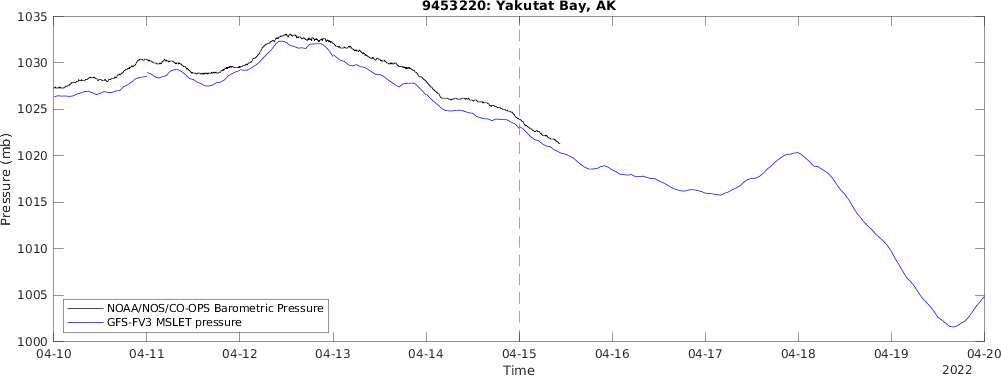 9453220: Yakutat Bay, AK
1035
1030
1025
1020
1015
1010
1005
1000
Pressure (mb)
NOAA/NOS/CO-OPS Barometric Pressure
GFS-FV3 MSLET pressure
04-10 04-11 04-12 04-13 04-14 04-15 04-16 04-17 04-18 04-19 04-20
Time
2022